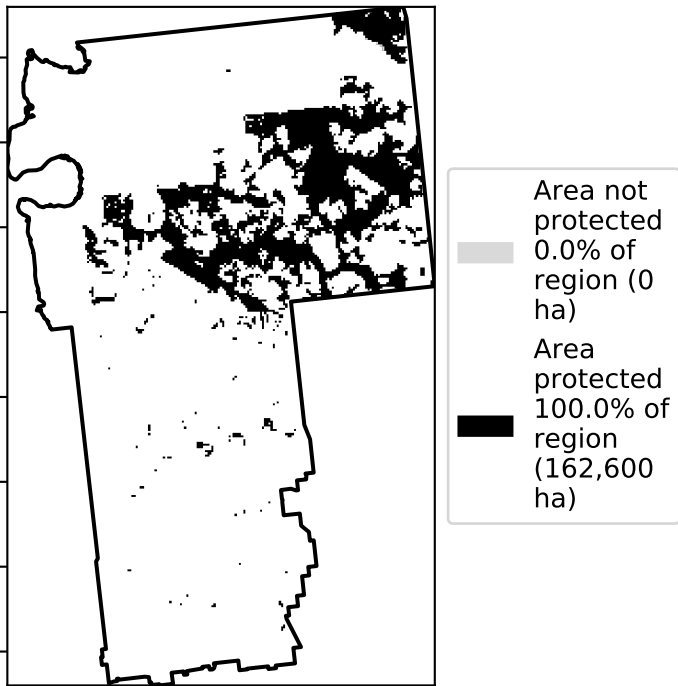 Area not
protected
0.0% of
region (0
ha)
Area
protected
100.0% of
region
(162,600
ha)